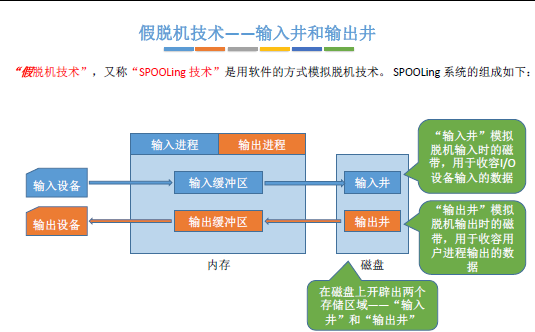 假脱机技术——输入井和输出井
“假脱机技术”，又称“SPOOLing 技术”是用软件的方式模拟脱机技术。SPOOLing 系统的组成如下：
输入进程
输出进程
输入设备
输入缓冲区
输入井
输出设备
输出缓冲区
输出井
内存
磁盘
“输入井”模拟
脱机输入时的磁
带，用于收容I/O
设备输入的数据
“输出井”模拟
脱机输出时的磁
带，用于收容用
户进程输出的数
据
在磁盘上开辟出两个
存储区域——“输入
井”和“输出井”